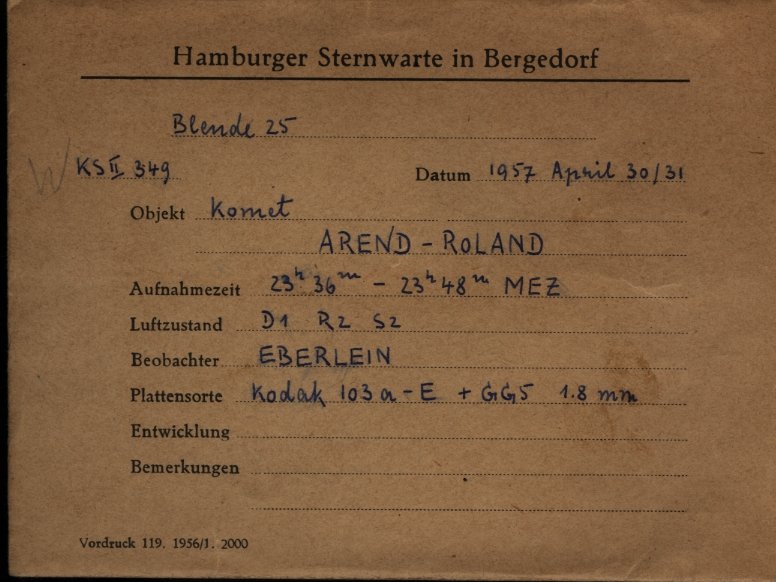 Hamburger Sternwarte in Bergedorf
Blende 25
KS II 349 Datum 1957 April 30/31
Objekt Komet
AREND - ROLAND
Aufnahmezeit 23h 36m - 23h 48m MEZ
Luftzustand D1 R2 S2
Beobachter EBERLEIN
Plattensorte Kodak 103a-E + GG5 1.8 mm
Entwicklung
Bemerkungen
Vordruck 119. 1956/1. 2000